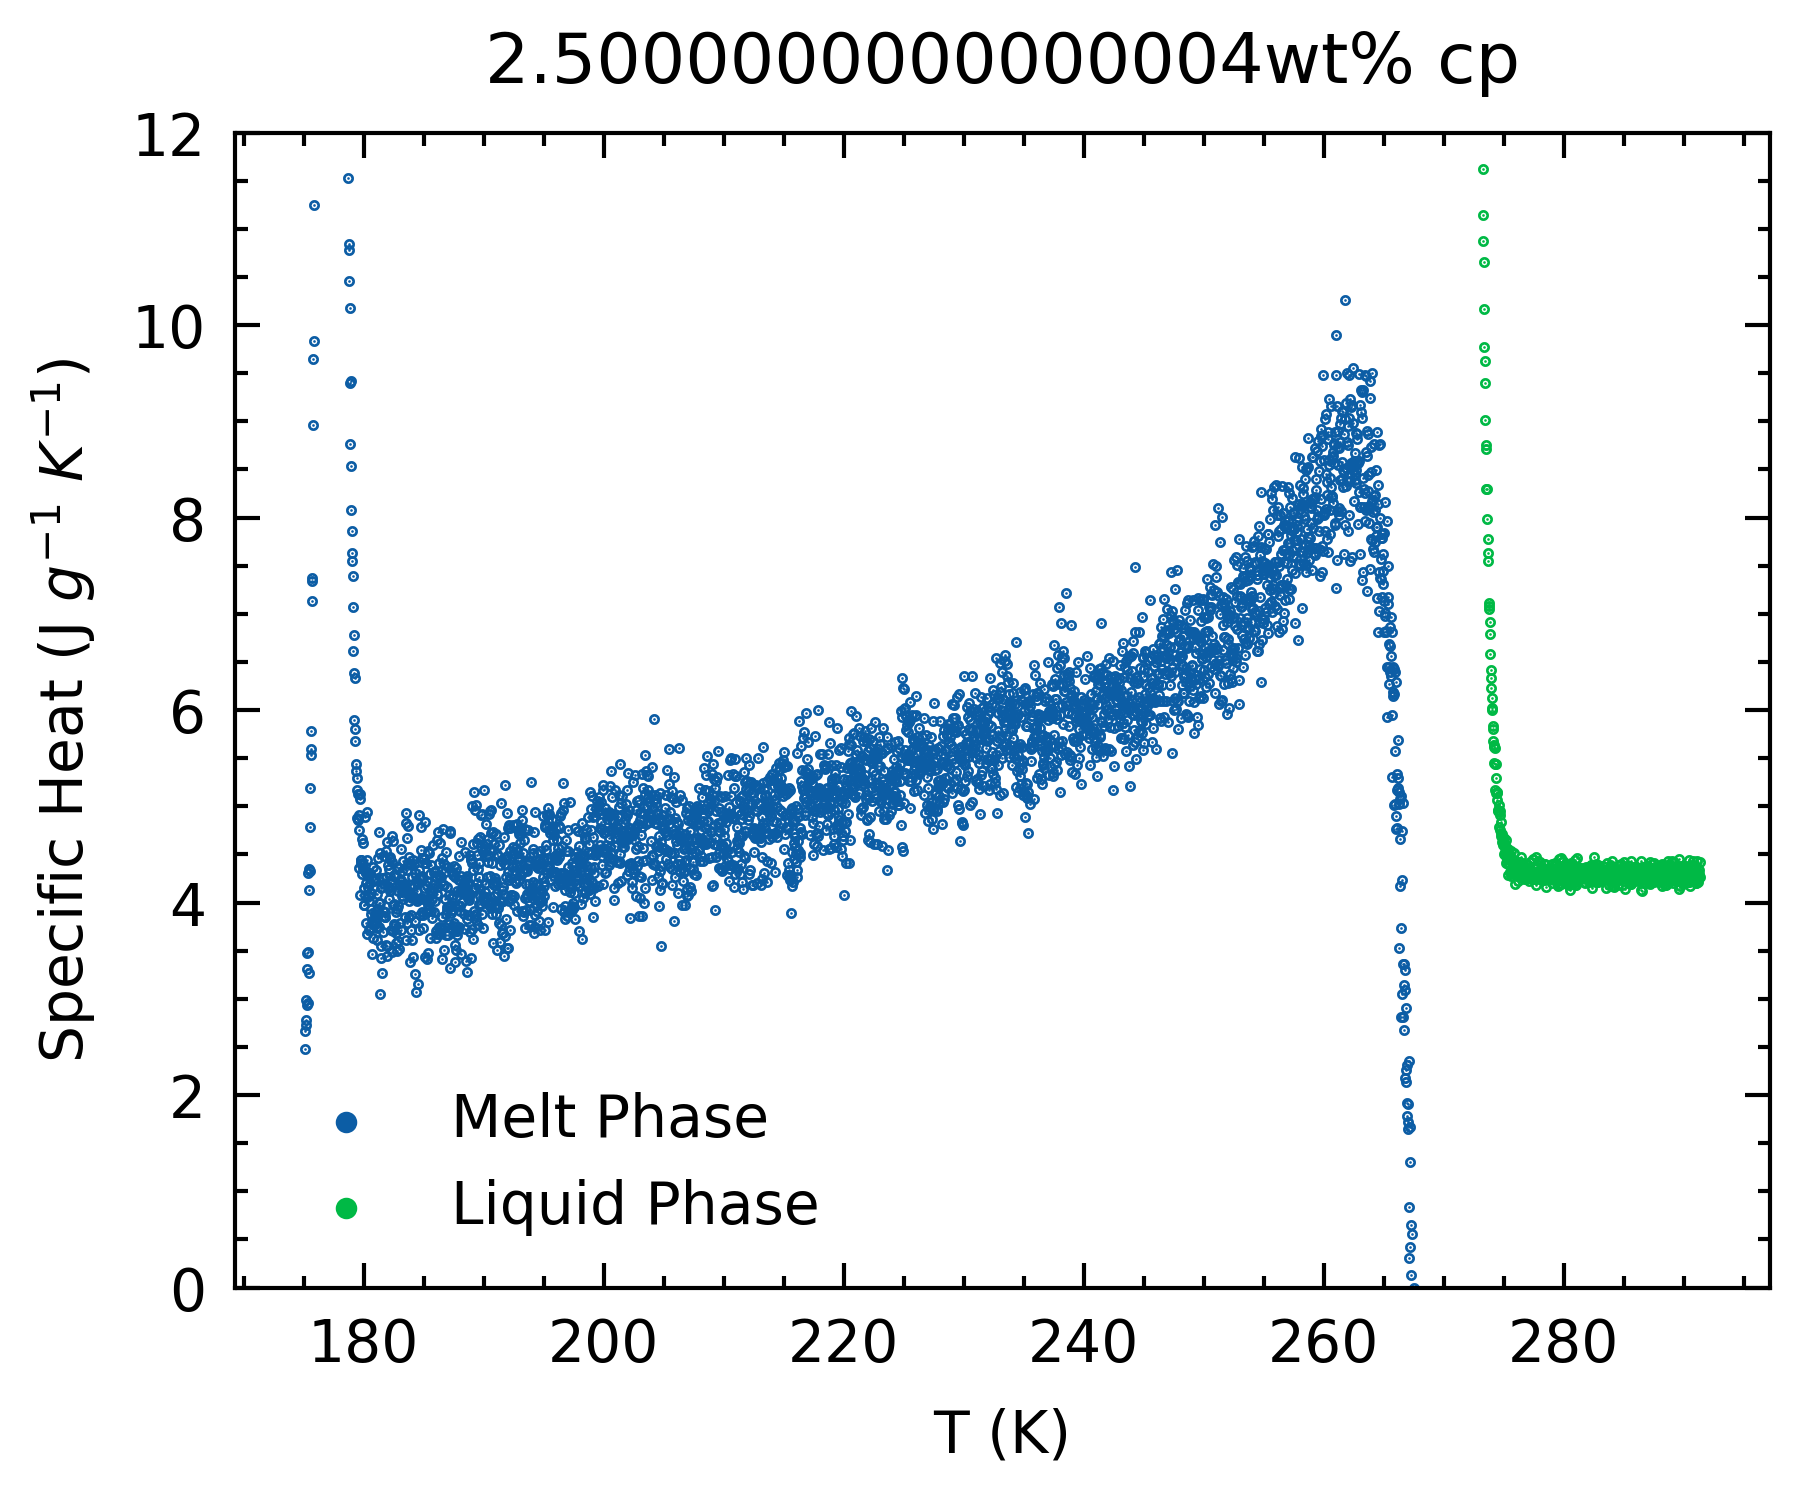 2.5000000000000004wt% cp
12
10
8
6
4
2
0
Specific Heat (J g⁻¹ K⁻¹)
Melt Phase
Liquid Phase
180 200 220 240 260 280
T (K)